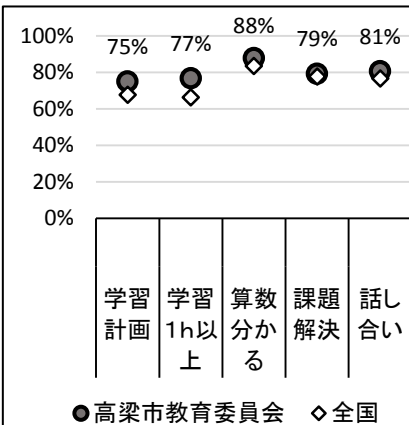 100%
80%
60%
40%
20%
0%
75%
77%
88%
79%
81%
学習
計画
学習
1h以
上
算数
分か
る
課題
解決
話し
合い
高梁市教育委員会
全国